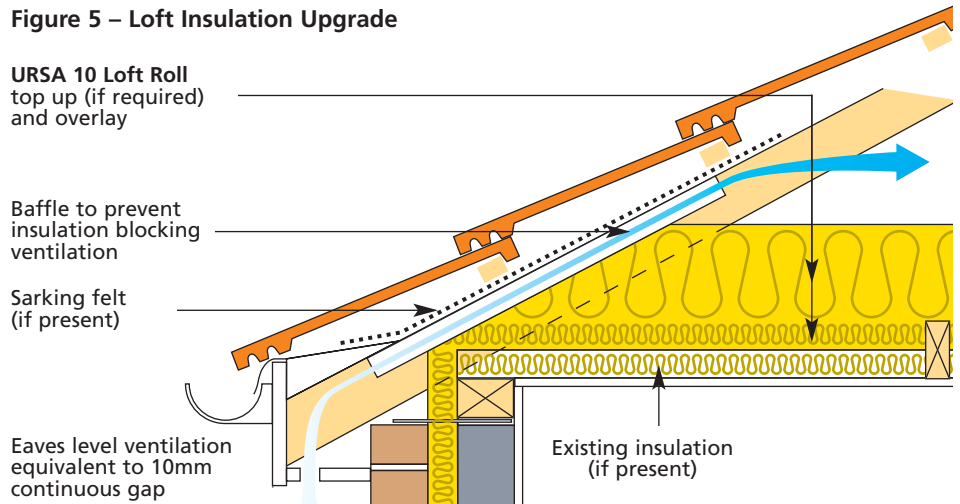 Figure 5 – Loft Insulation Upgrade
URSA 10 Loft Roll
top up (if required)
and overlay
Baffle to prevent
insulation blocking
ventilation
Sarking felt
(if present)
Eaves level ventilation
equivalent to 10mm
continuous gap
Existing insulation
(if present)